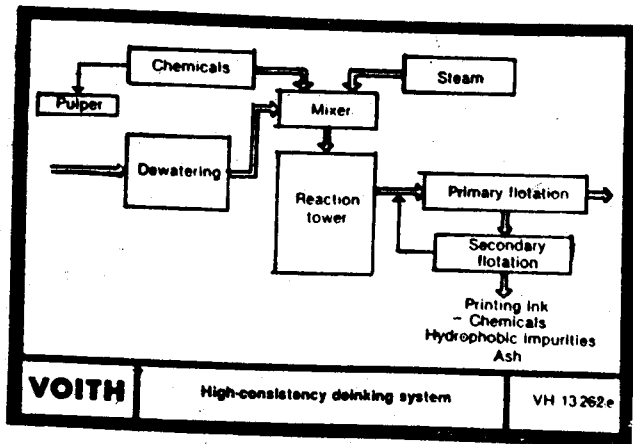 Chemicals
Steam
Pulper
Mixer
Dewatering
Reaction
tower
Primary flotation
Secondary
flotation
Printing Ink
– Chemicals
Hydrophobic impurities
Ash
VOITH
High-consistency deinking system
VH 13262.e